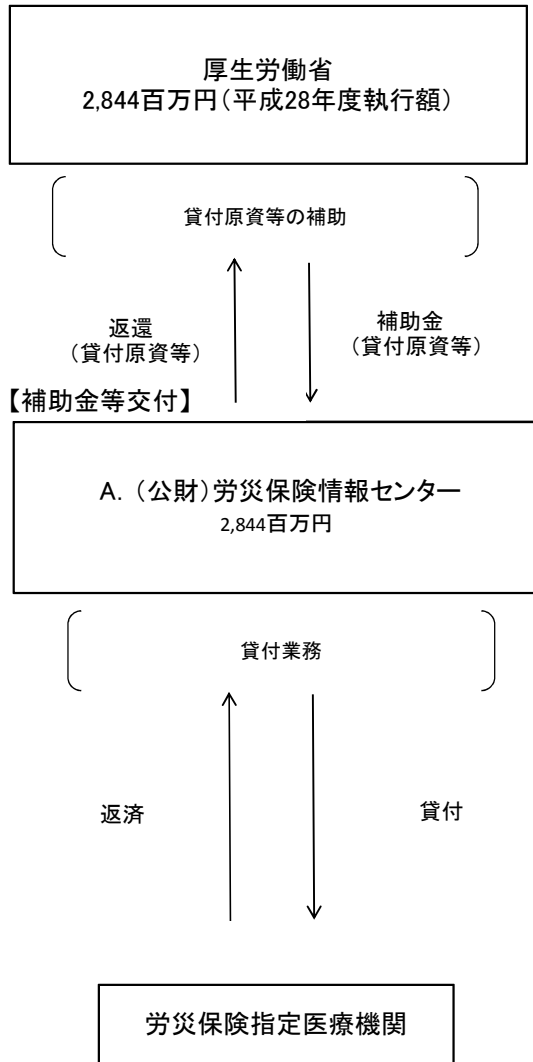 厚生労働省
2,844百万円(平成28年度執行額)
貸付原資等の補助
返還
(貸付原資等)
補助金
(貸付原資等)
【補助金等交付】
A.(公財)労災保険情報センター
2,844百万円
貸付業務
返済
貸付
労災保険指定医療機関